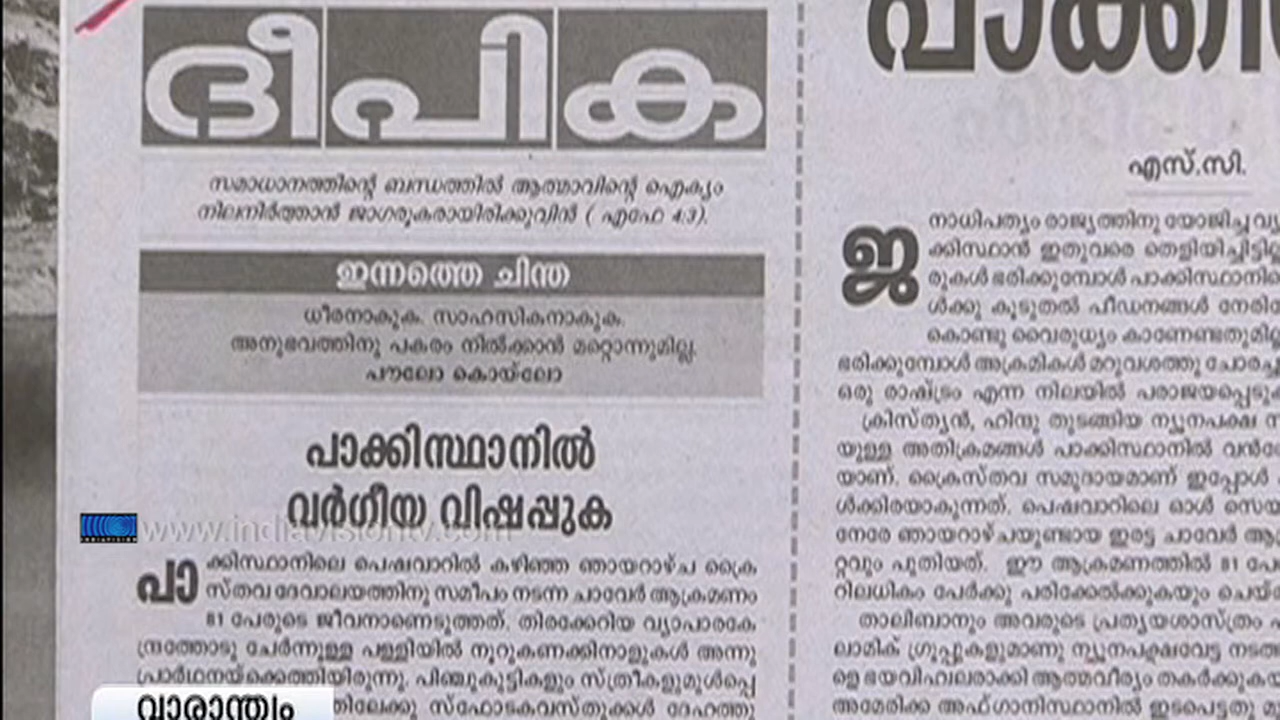 ദീപിക
സമാധാനത്തിന്റെ ബന്ധത്തിൽ ആത്മാവിന്റെ ഐക്യം
നിലനിർത്താൻ ജാഗരൂകരായിരിക്കുവിൻ ( എഫേ 4:3).
ഇന്നത്തെ ചിന്ത
ധീരനാകുക. സാഹസികനാകുക.
അനുഭവത്തിനു പകരം നിൽക്കാൻ മറ്റൊന്നുമില്ല.
പൗലോ കൊയ്‌ലോ
പാക്കിസ്ഥാനിൽ
വർഗീയ വിഷപ്പുക
www.indiavisiontv.com
INDIAVISION
പാക്കിസ്ഥാനിലെ പെഷവാറിൽ കഴിഞ്ഞ ഞായറാഴ്ച ക്രൈ
സ്തവ ദേവാലയത്തിനു സമീപം നടന്ന ചാവേർ ആക്രമണം
81 പേരുടെ ജീവനാണെടുത്തത്. തിരക്കേറിയ വ്യാപാരകേ
ന്ദ്രത്തോടു ചേർന്നുള്ള പള്ളിയിൽ നൂറുകണക്കിനാളുകൾ അന്നു
പ്രാർഥനയ്ക്കെത്തിയിരുന്നു. പിഞ്ചുകുട്ടികളും സ്ത്രീകളുമുൾപ്പെ
സ്ഫോടകവസ്തുക്കൾ ദേഹത്തു
വാരാന്ത്യം
എസ്.സി.
ജനാധിപത്യം രാജ്യത്തിനു യോജിച്ച
ക്കിസ്ഥാൻ ഇതുവരെ
രുകൾ ഭരിക്കുമ്പോൾ
ൾക്കു കൂടുതൽ പീഡനങ്ങൾ
കൊണ്ടു വൈരുധ്യം
ഭരിക്കുമ്പോൾ അക്രമികൾ മറുവശത്തു
ഒരു രാഷ്ട്രം എന്ന നിലയിൽ
ക്രിസ്ത്യൻ, ഹിന്ദു തുടങ്ങിയ ന്യൂനപക്ഷ
യുള്ള അതിക്രമങ്ങൾ പാക്കിസ്ഥാനിൽ
യാണ്. ക്രൈസ്തവ സമുദായമാണ് ഇപ്പോൾ
ൾക്കിരയാകുന്നത്. പെഷവാറിലെ ഓൾ
നേരേ ഞായറാഴ്ചയുണ്ടായ ഇരട്ട ചാവേർ
റ്റവും പുതിയത്. ഈ ആക്രമണത്തിൽ 81
റിലധികം പേർക്കു പരിക്കേൽക്കുകയും
താലിബാനും അവരുടെ പ്രത്യയശാസ്ത്രം
ലാമിക് ഗ്രൂപ്പുകളുമാണു ന്യൂനപക്ഷവേട്ട
ളെ ഭയവിഹ്വലരാക്കി ആത്മവീര്യം
അമേരിക്ക അഫ്ഗാനിസ്ഥാനിൽ ഇടപെട്ടതു